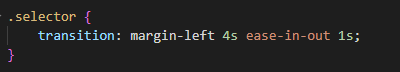 .selector {
    transition: margin-left 4s ease-in-out 1s;
}